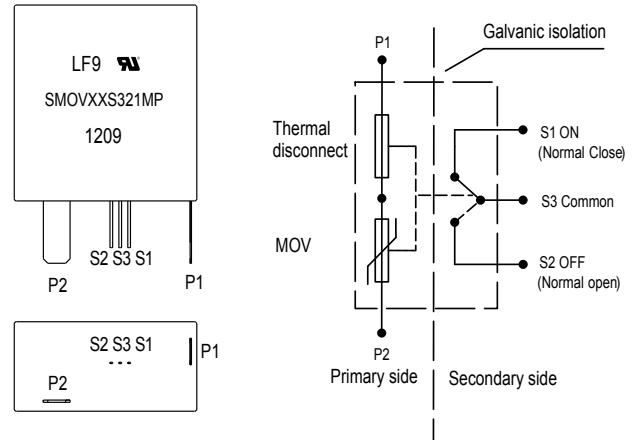 LF9
SMOVXXS321MP
1209
S2 S3 S1
P2
P1
S2 S3 S1
P1
P2
Galvanic isolation
P1
Thermal
disconnect
MOV
S1 ON
(Normal Close)
S3 Common
S2 OFF
(Normal open)
P2
Primary side
Secondary side